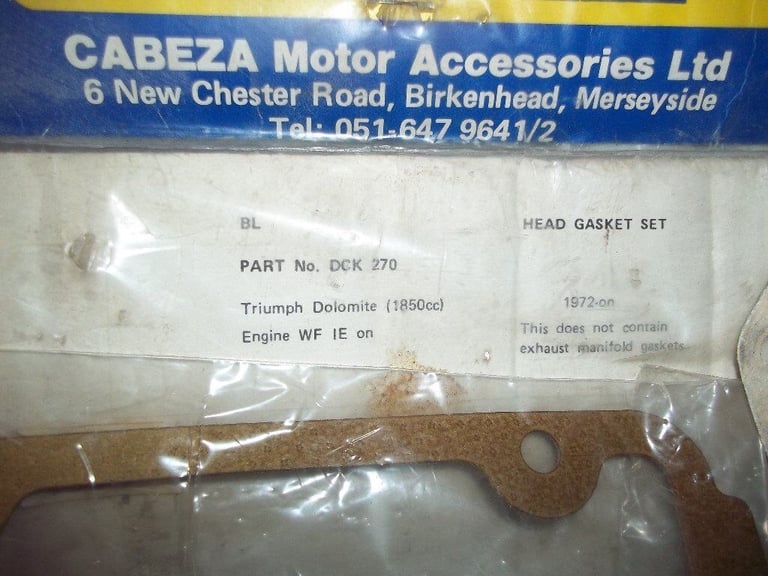 CABEZA Motor Accessories Ltd
6 New Chester Road, Birkenhead, Merseyside
Tel: 051-647 9641/2
BL
HEAD GASKET SET
PART No. DCK 270
Triumph Dolomite (1850cc)
1972-on
Engine WF IE on
This does not contain
exhaust manifold gaskets.